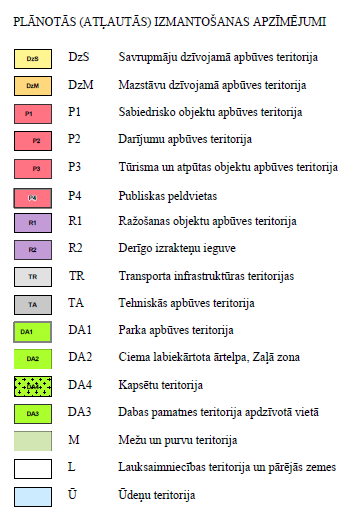 PLĀNOTĀS (ATĻAUTĀS) IZMANTOŠANAS APZĪMĒJUMI
DzS DzS Savrupmāju dzīvojamā apbūves teritorija
DzM DzM Mazstāvu dzīvojamā apbūves teritorija
P1 P1 Sabiedrisko objektu apbūves teritorija
P2 P2 Darījumu apbūves teritorija
P3 P3 Tūrisma un atpūtas objektu apbūves teritorija
P4 P4 Publiskas peldvietas
R1 R1 Ražošanas objektu apbūves teritorija
R2 R2 Derīgo izrakteņu ieguve
TR TR Transporta infrastruktūras teritorijas
TA TA Tehniskās apbūves teritorija
DA1 DA1 Parka apbūves teritorija
DA2 DA2 Ciema labiekārtota ārtelpa, Zaļā zona
DA4 DA4 Kapsētu teritorija
DA3 DA3 Dabas pamatnes teritorija apdzīvotā vietā
M Mežu un purvu teritorija
L Lauksaimniecības teritorija un pārējās zemes
Ū Ūdeņu teritorija